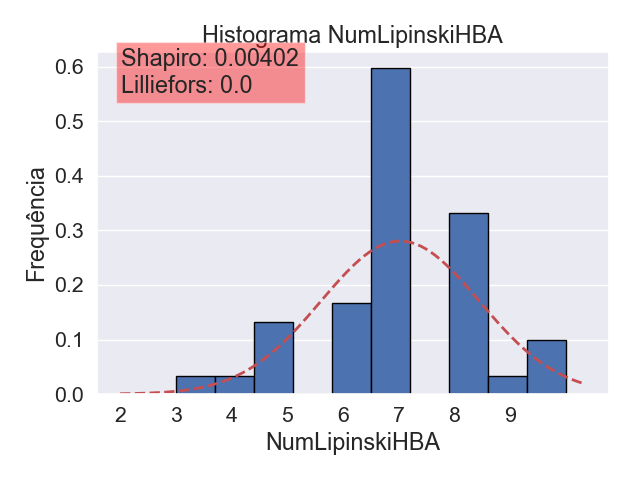 Histograma NumLipinskiHBA
Shapiro: 0.00402
Lilliefors: 0.0
Frequência
0.6
0.5
0.4
0.3
0.2
0.1
0.0
2 3 4 5 6 7 8 9
NumLipinskiHBA